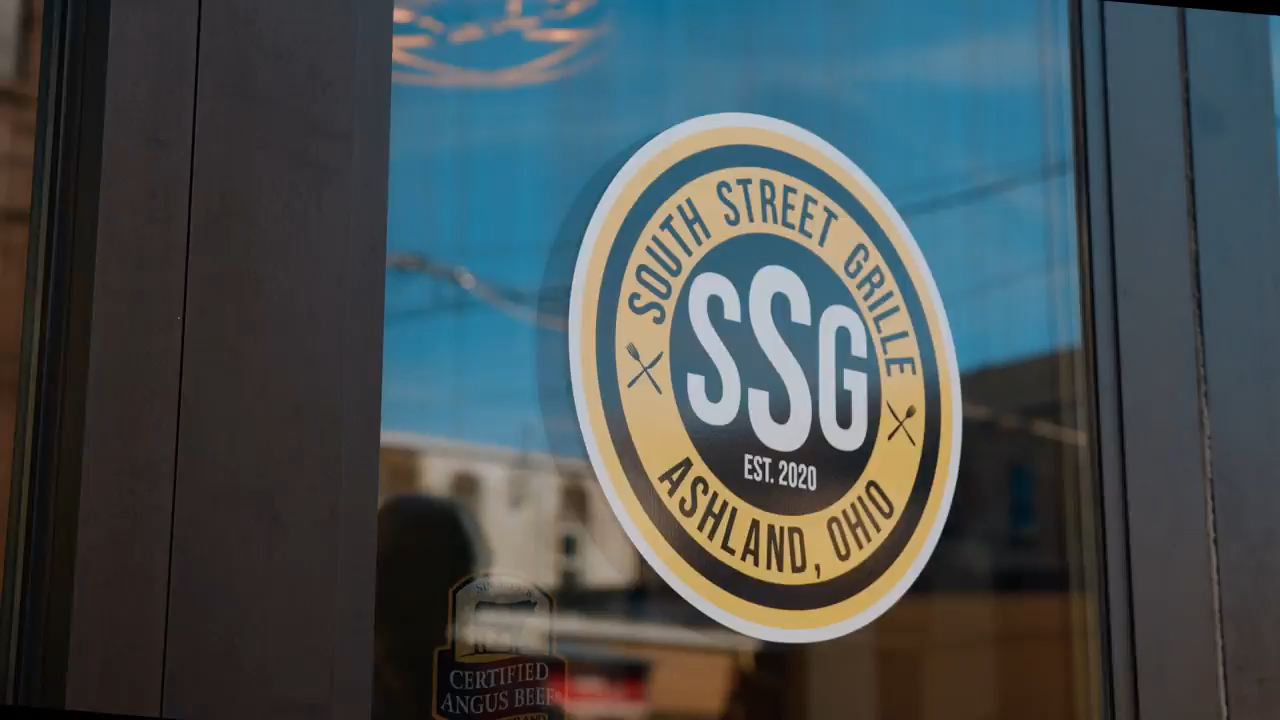 SOUTH STREET GRILLE
SSG
EST. 2020
ASHLAND, OHIO
CERTIFIED
ANGUS BEEF